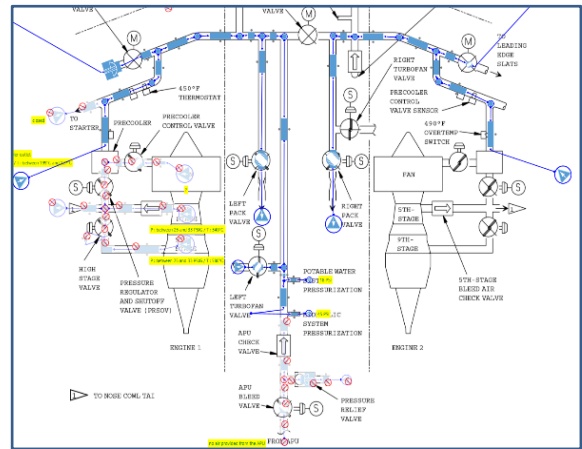 VALVE
M
M
M
TO
LEADING
EDGE
SLATS
RIGHT
TURBOFAN
VALVE
PRECOOLER
CONTROL
VALVE SENSOR
450°F
THERMOSTAT
TO
STARTER
PRECOOLER
PRECOOLER
CONTROL VALVE
490°F
OVERTEMP
SWITCH
S
S
S
S
S
LEFT
PACK
VALVE
RIGHT
PACK
VALVE
FAN
5TH-
STAGE
9TH-
STAGE
1
HIGH
STAGE
VALVE
PRESSURE
REGULATOR
AND SHUTOFF
VALVE (PRSOV)
LEFT
TURBOFAN
VALVE
S
POTABLE WATER
PRESSURIZATION
SYSTEM
PRESSURIZATION
5TH-STAGE
BLEED AIR
CHECK VALVE
ENGINE 1
APU
CHECK
VALVE
ENGINE 2
1 TO NOSE COWL TAI
APU
BLEED
VALVE
S
PRESSURE
RELIEF
VALVE